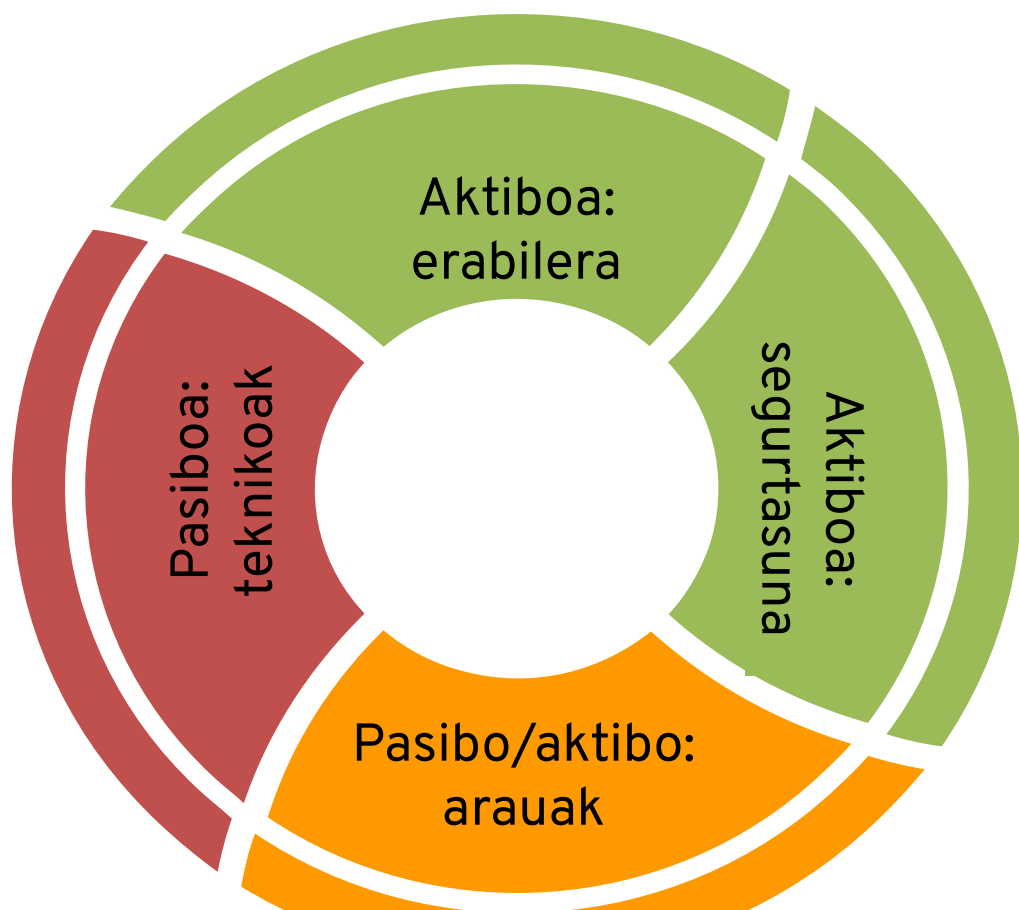 Aktiboa:
erabilera
Aktiboa:
segurtasuna
Pasibo/aktibo:
arauak
Pasiboa:
teknikoak